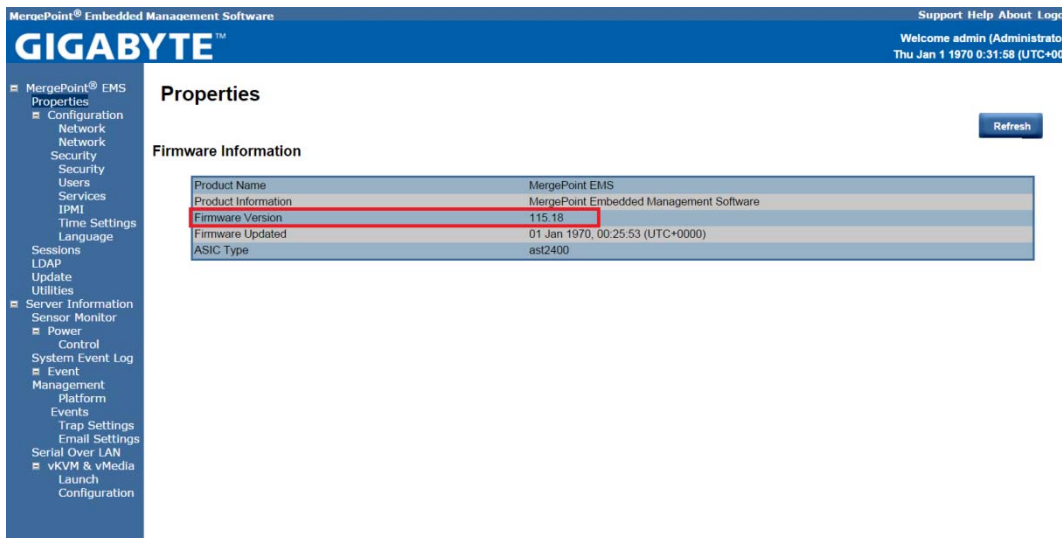 MergePoint® Embedded Management Software
Support Help About Logo
GIGABYTE™
Welcome admin (Administrato
Thu Jan 1 1970 0:31:58 (UTC+00
MergePoint® EMS
Properties
Configuration
Network
Network
Security
Security
Users
Services
IPMI
Time Settings
Language
Sessions
LDAP
Update
Utilities
Server Information
Sensor Monitor
Power
Control
System Event Log
Event
Management
Platform
Events
Trap Settings
Email Settings
Serial Over LAN
vKVM & vMedia
Launch
Configuration
Properties
Refresh
Firmware Information
Product Name MergePoint EMS
Product Information MergePoint Embedded Management Software
Firmware Version 115.18
Firmware Updated 01 Jan 1970, 00:25:53 (UTC+0000)
ASIC Type ast2400